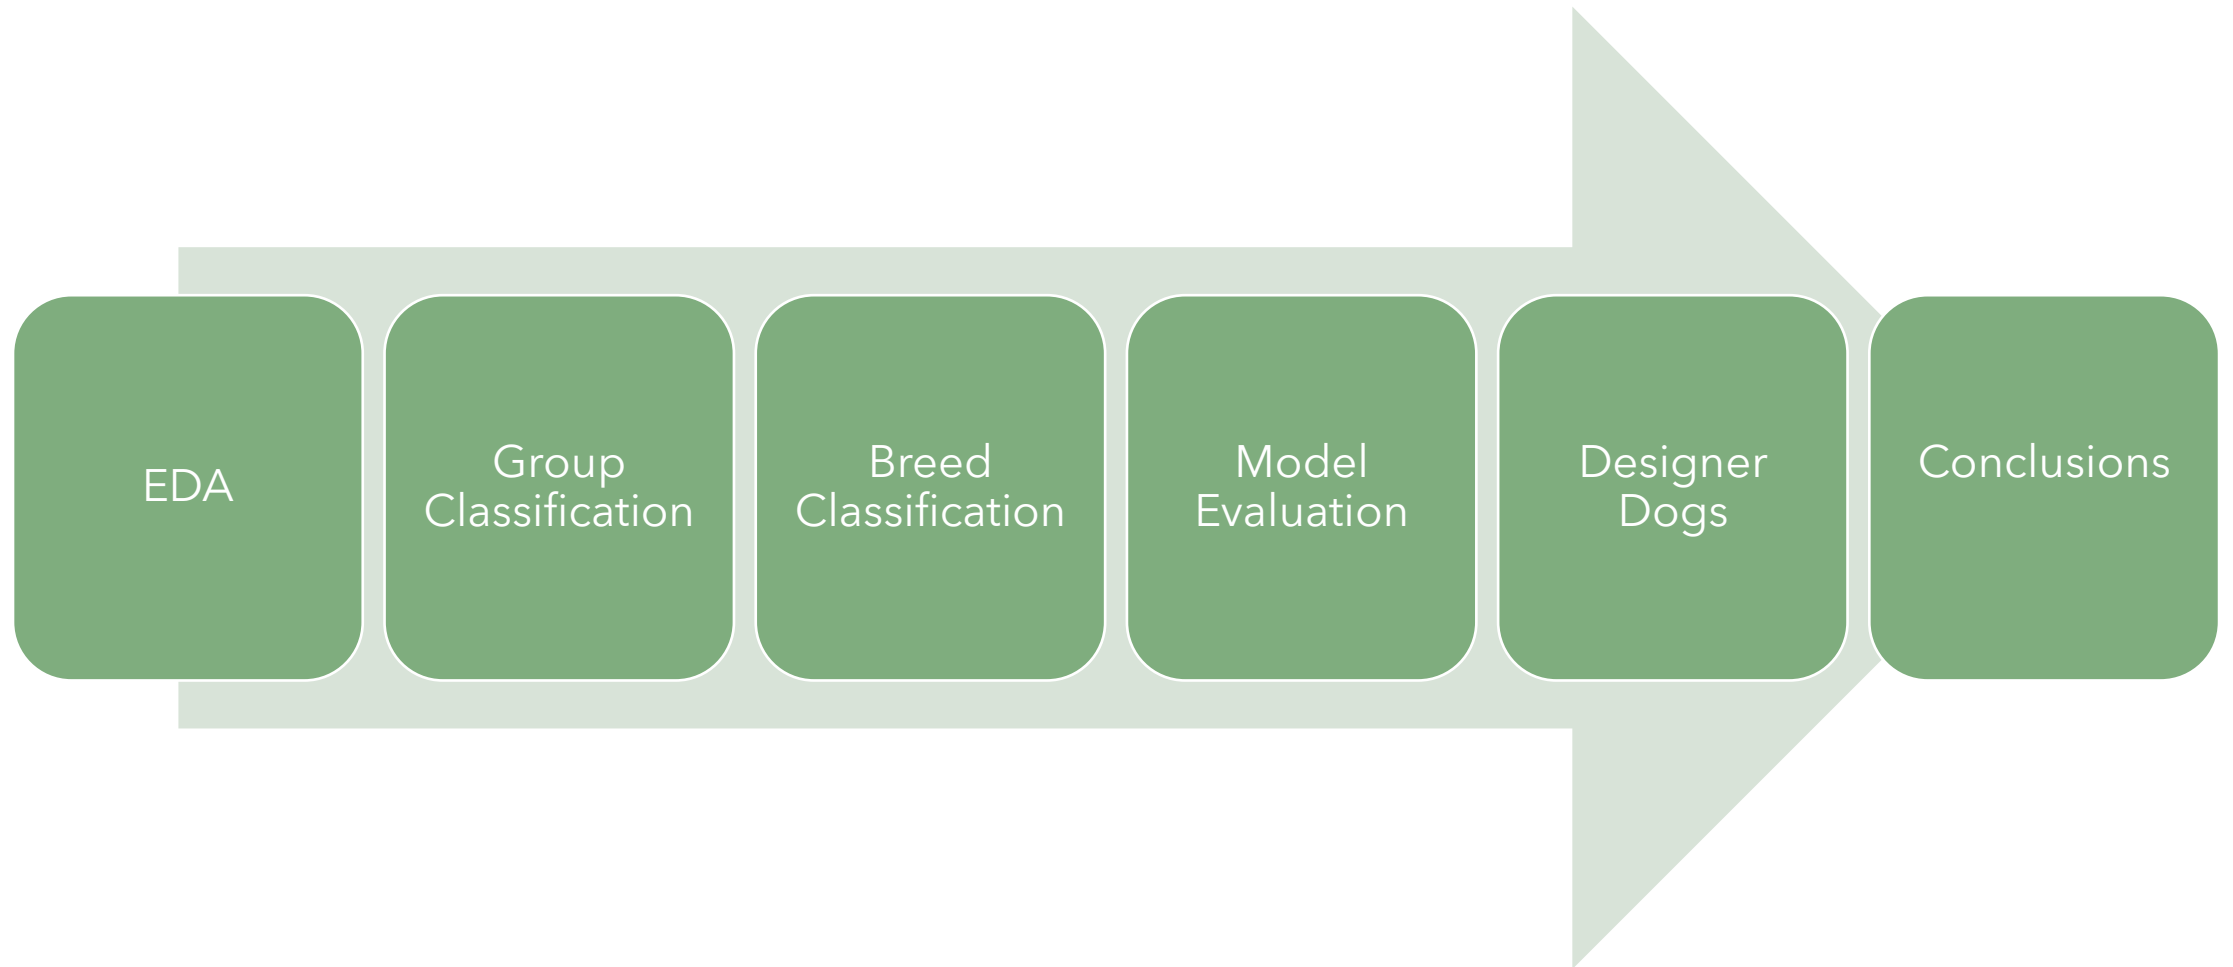 EDA
Group
Classification
Breed
Classification
Model
Evaluation
Designer
Dogs
Conclusions